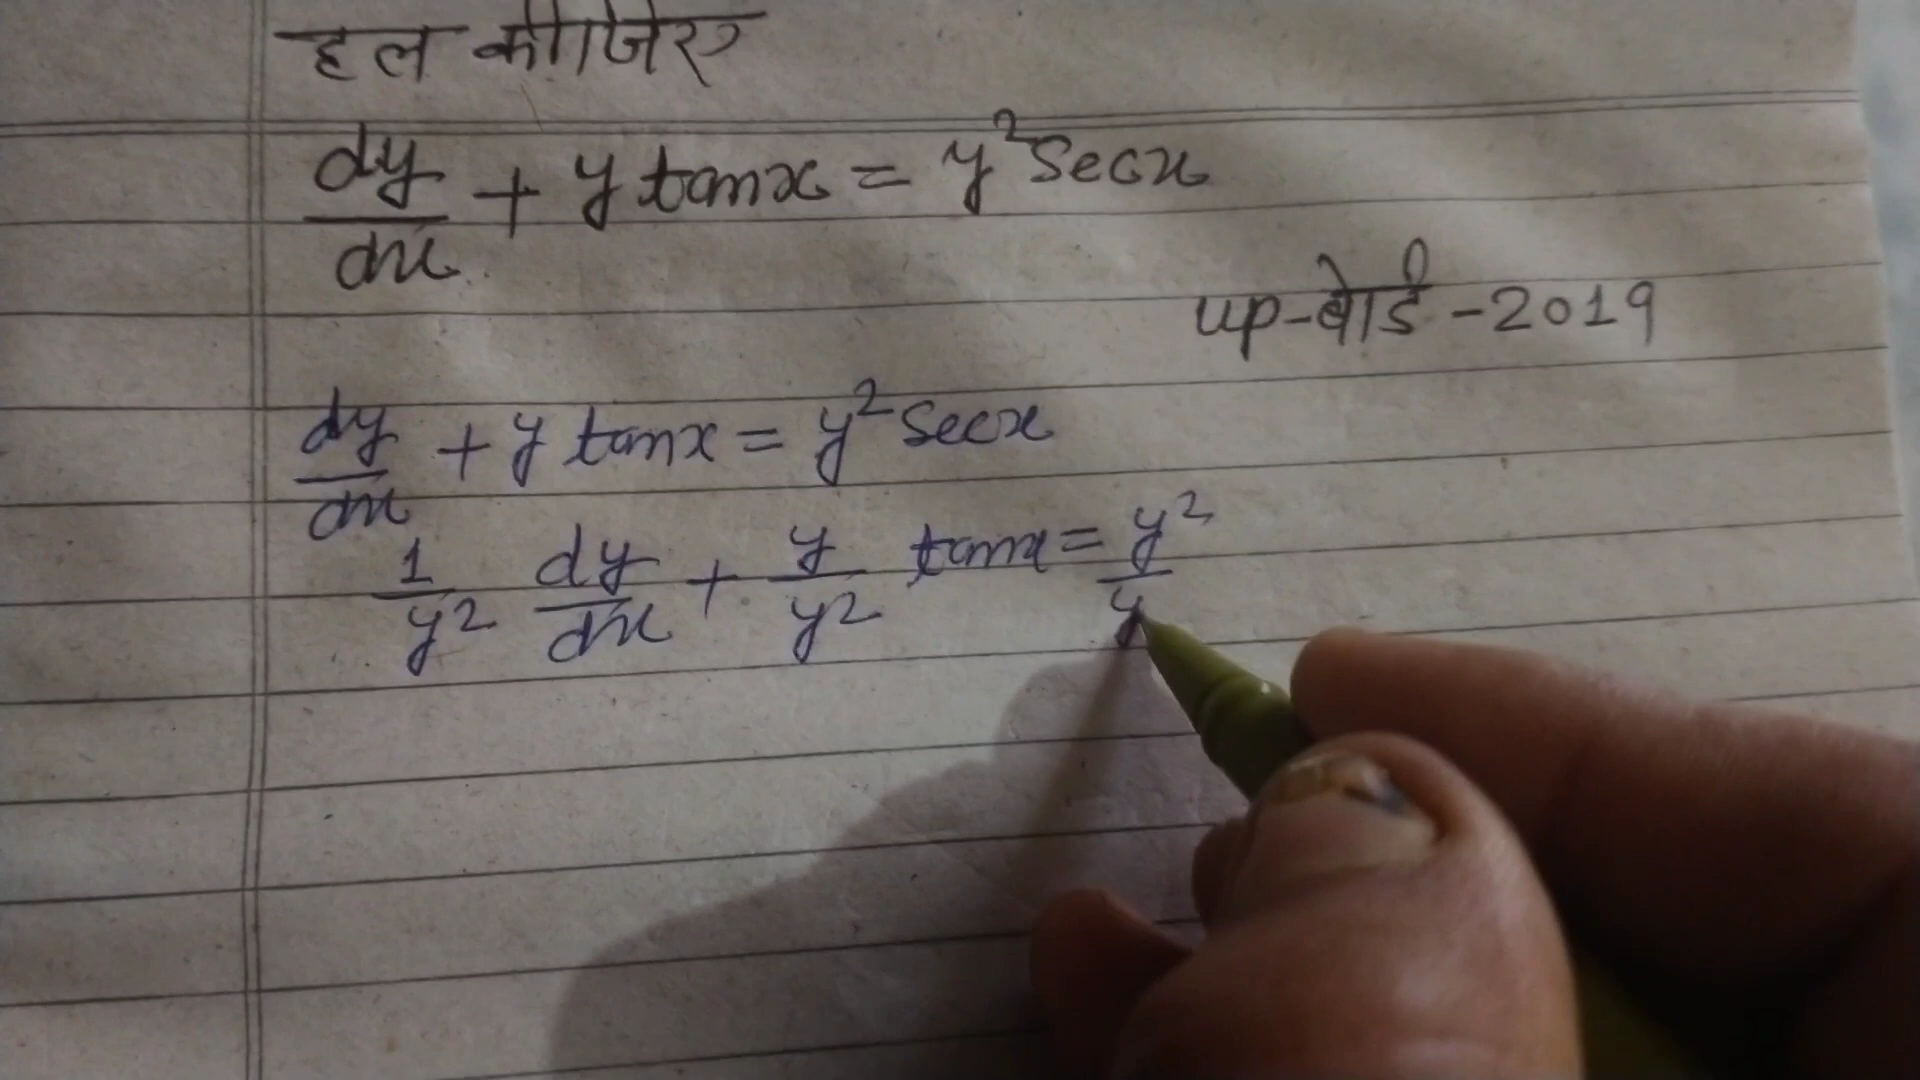 हल कीजिए
dy/dx + y tanx = y² secx
up-बोर्ड - 2019
dy/dx + y tanx = y² secx
1/y² dy/dx + y/y² tanx = y²/y